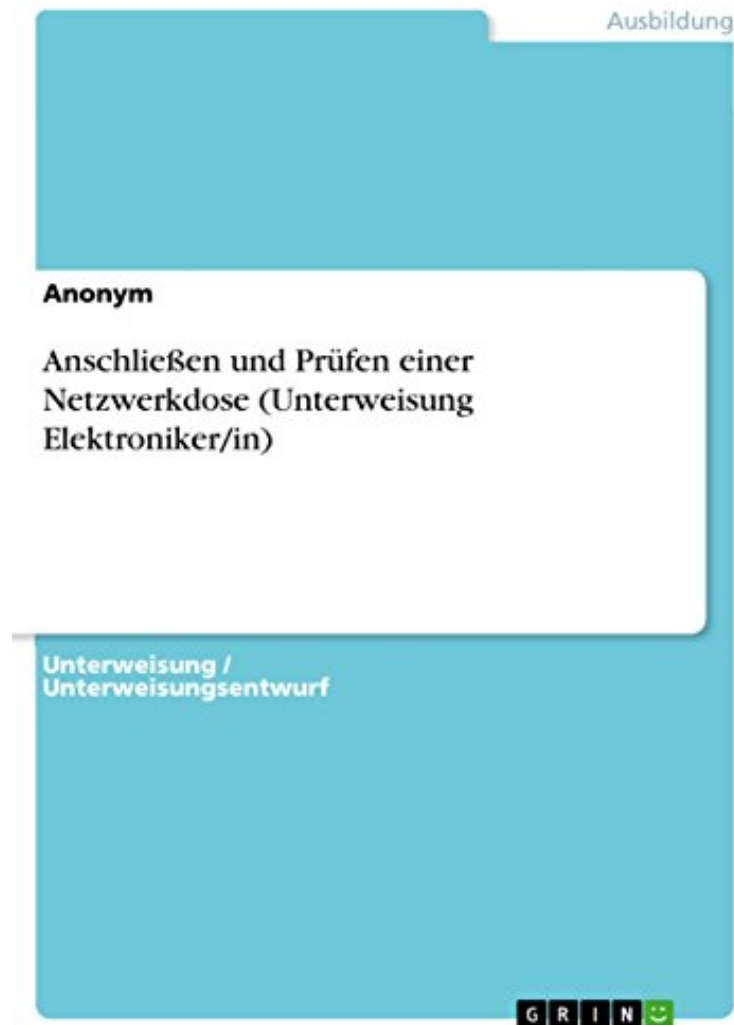 Ausbildung
Anonym
Anschließen und Prüfen einer
Netzwerkdose (Unterweisung
Elektroniker/in)
Unterweisung /
Unterweisungsentwurf
GRIN